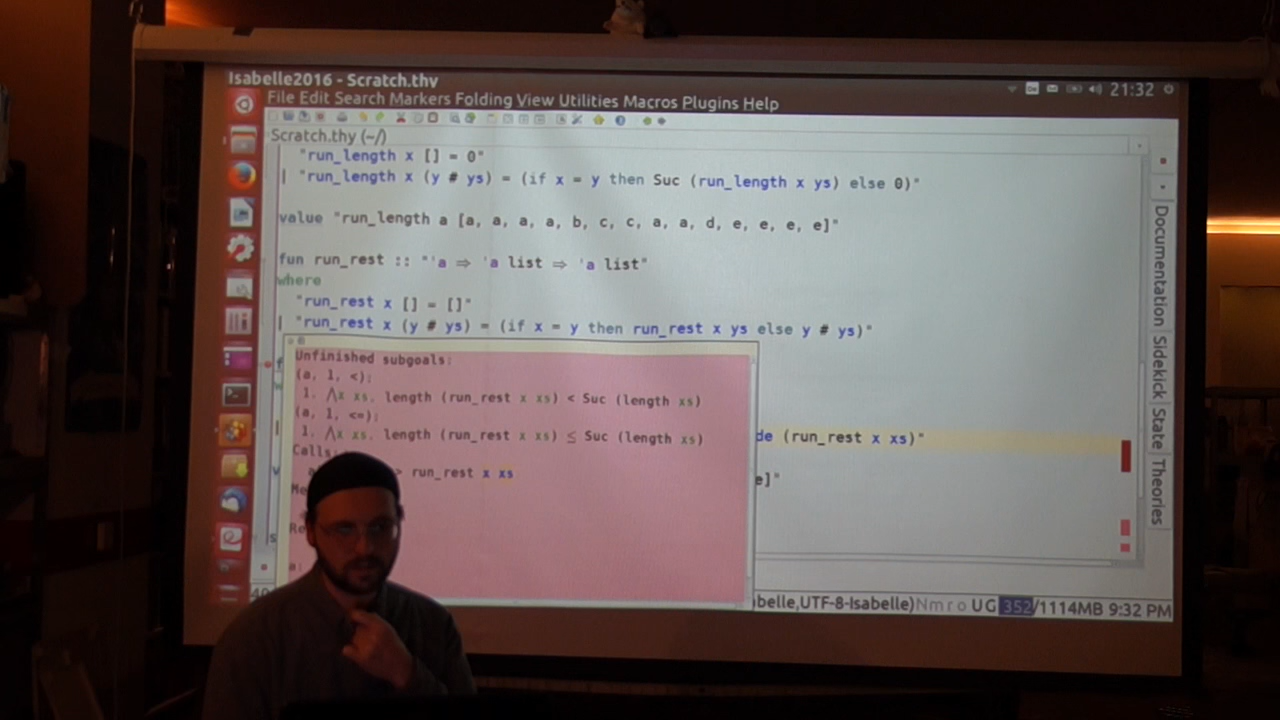 Isabelle2016 - Scratch.thy
21:32
File Edit Search Markers Folding View Utilities Macros Plugins Help
Scratch.thy (~/)
"run_length x [] = 0"
| "run_length x (y # ys) = (if x = y then Suc (run_length x ys) else 0)"
value "run_length a [a, a, a, a, b, c, c, a, a, d, e, e, e, e]"
fun run_rest :: "'a ⇒ 'a list ⇒ 'a list"
where
"run_rest x [] = []"
| "run_rest x (y # ys) = (if x = y then run_rest x ys else y # ys)"
Unfinished subgoals:
(a, 1, <):
1. ⋀x xs. length (run_rest x xs) < Suc (length xs)
(a, 1, <=):
1. ⋀x xs. length (run_rest x xs) ≤ Suc (length xs)
Calls:
run_rest x xs
de (run_rest x xs)"
e]"
Documentation
Sidekick
State
Theories
abelle,UTF-8-Isabelle)N m r o U G 352/1114MB 9:32 PM